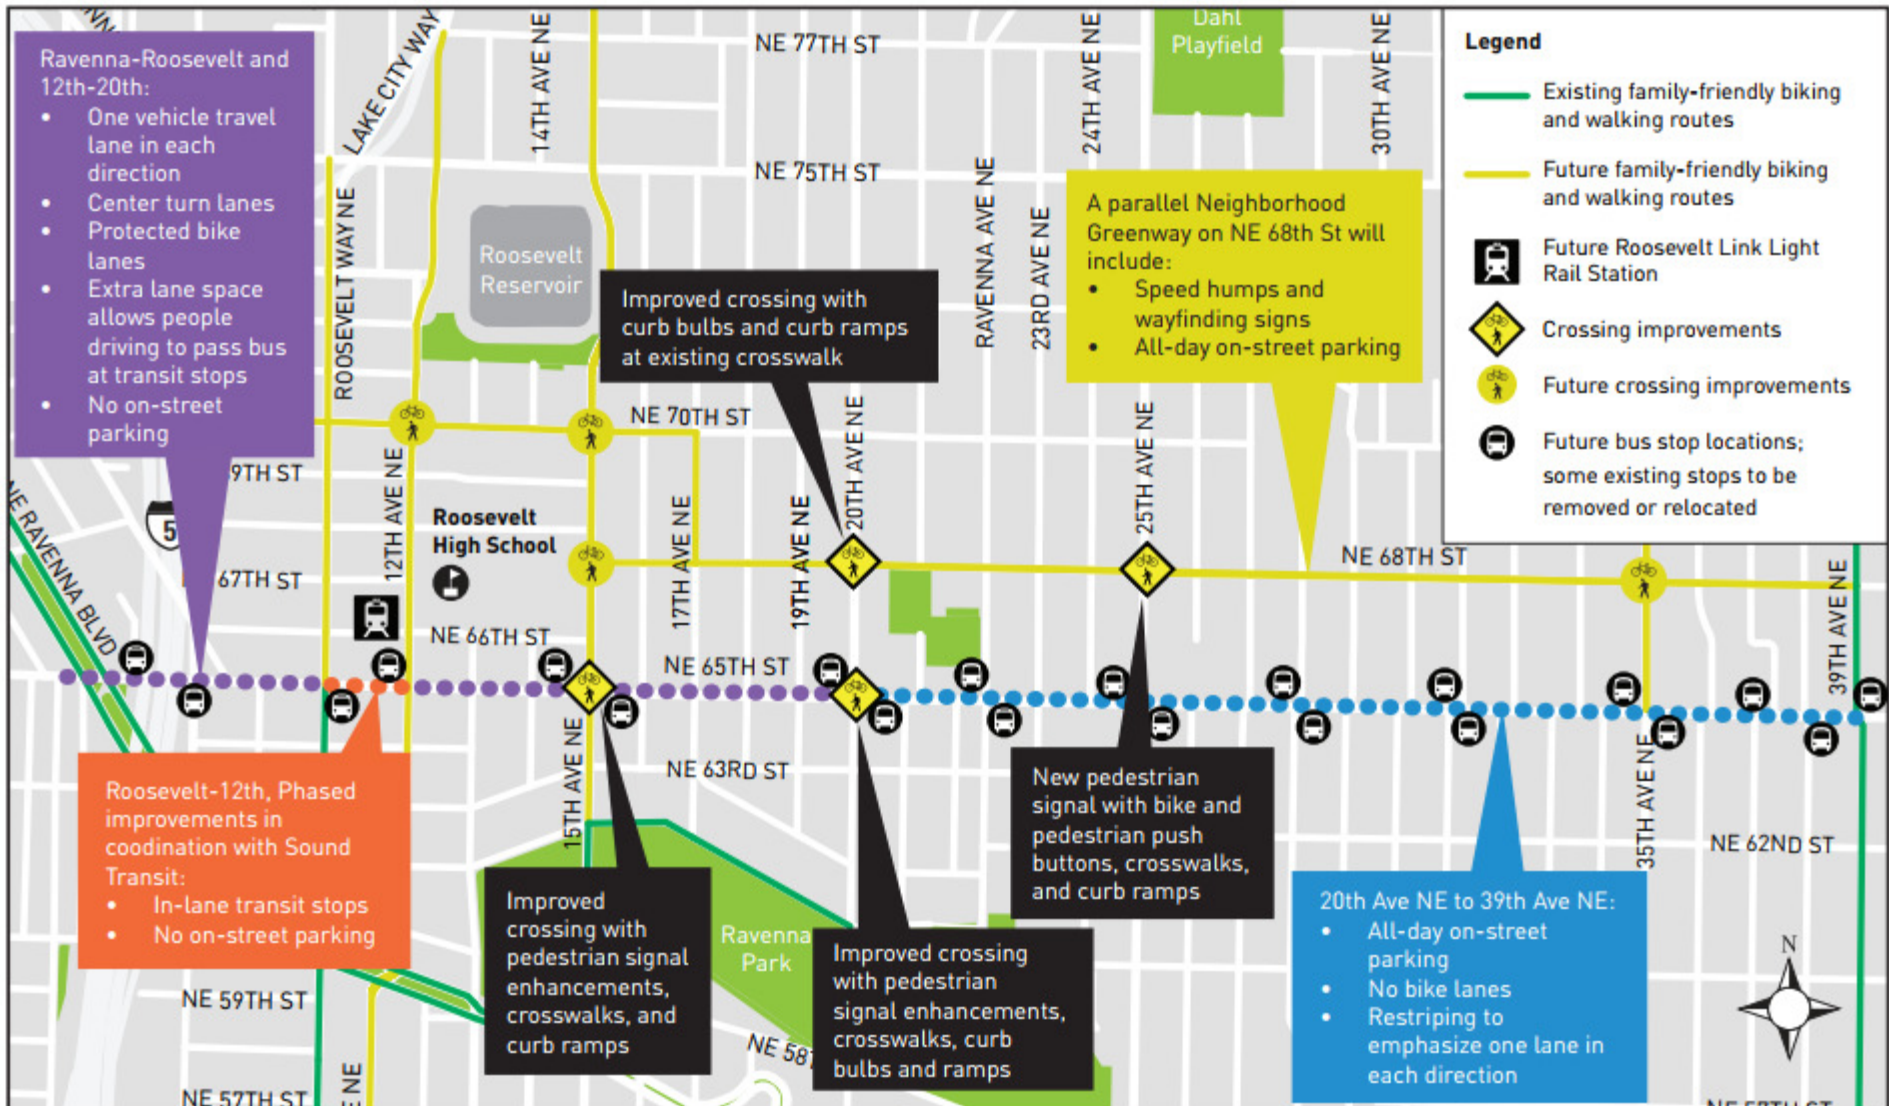 Ravenna-Roosevelt and
12th-20th:
• One vehicle travel
lane in each
direction
• Center turn lanes
• Protected bike
lanes
• Extra lane space
allows people
driving to pass bus
at transit stops
• No on-street
parking
LAKE CITY WAY
14TH AVE NE
NE 77TH ST
24TH AVE NE
Dahl
Playfield
30TH AVE NE
Legend
Existing family-friendly biking
and walking routes
Future family-friendly biking
and walking routes
Future Roosevelt Link Light
Rail Station
Crossing improvements
Future crossing improvements
Future bus stop locations;
some existing stops to be
removed or relocated
NE 75TH ST
ROOSEVELT WAY NE
Roosevelt
Reservoir
RAVENNA AVE NE
23RD AVE NE
A parallel Neighborhood
Greenway on NE 68th St will
include:
• Speed humps and
wayfinding signs
• All-day on-street parking
Improved crossing with
curb bulbs and curb ramps
at existing crosswalk
NE 70TH ST
20TH AVE NE
25TH AVE NE
9TH ST
12TH AVE NE
Roosevelt
High School
17TH AVE NE
19TH AVE NE
NE RAVENNA BLVD
5
67TH ST
NE 68TH ST
39TH AVE NE
NE 66TH ST
NE 65TH ST
15TH AVE NE
NE 63RD ST
35TH AVE NE
NE 62ND ST
Roosevelt-12th, Phased
improvements in
coodination with Sound
Transit:
• In-lane transit stops
• No on-street parking
New pedestrian
signal with bike and
pedestrian push
buttons, crosswalks,
and curb ramps
Improved
crossing with
pedestrian signal
enhancements,
crosswalks, and
curb ramps
Ravenna
Park
Improved crossing
with pedestrian
signal enhancements,
crosswalks, curb
bulbs and ramps
20th Ave NE to 39th Ave NE:
• All-day on-street
parking
• No bike lanes
• Restriping to
emphasize one lane in
each direction
N
NE 59TH ST
NE 58
NE 57TH ST
E NE